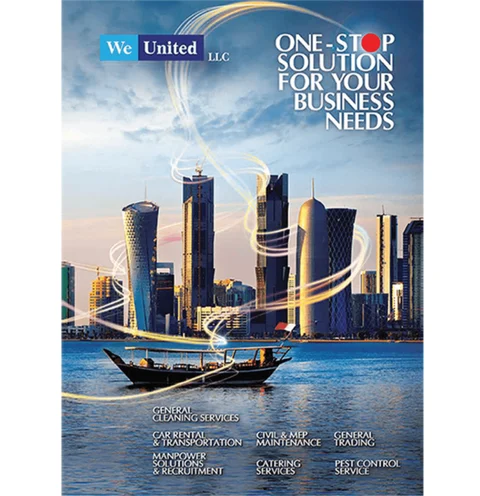 We United LLC
ONE-STOP
SOLUTION
FOR YOUR
BUSINESS
NEEDS
GENERAL
CLEANING SERVICES
CAR RENTAL
& TRANSPORTATION
CIVIL & MEP
MAINTENANCE
GENERAL
TRADING
MANPOWER
SOLUTIONS
& RECRUITMENT
CATERING
SERVICES
PEST CONTROL
SERVICE